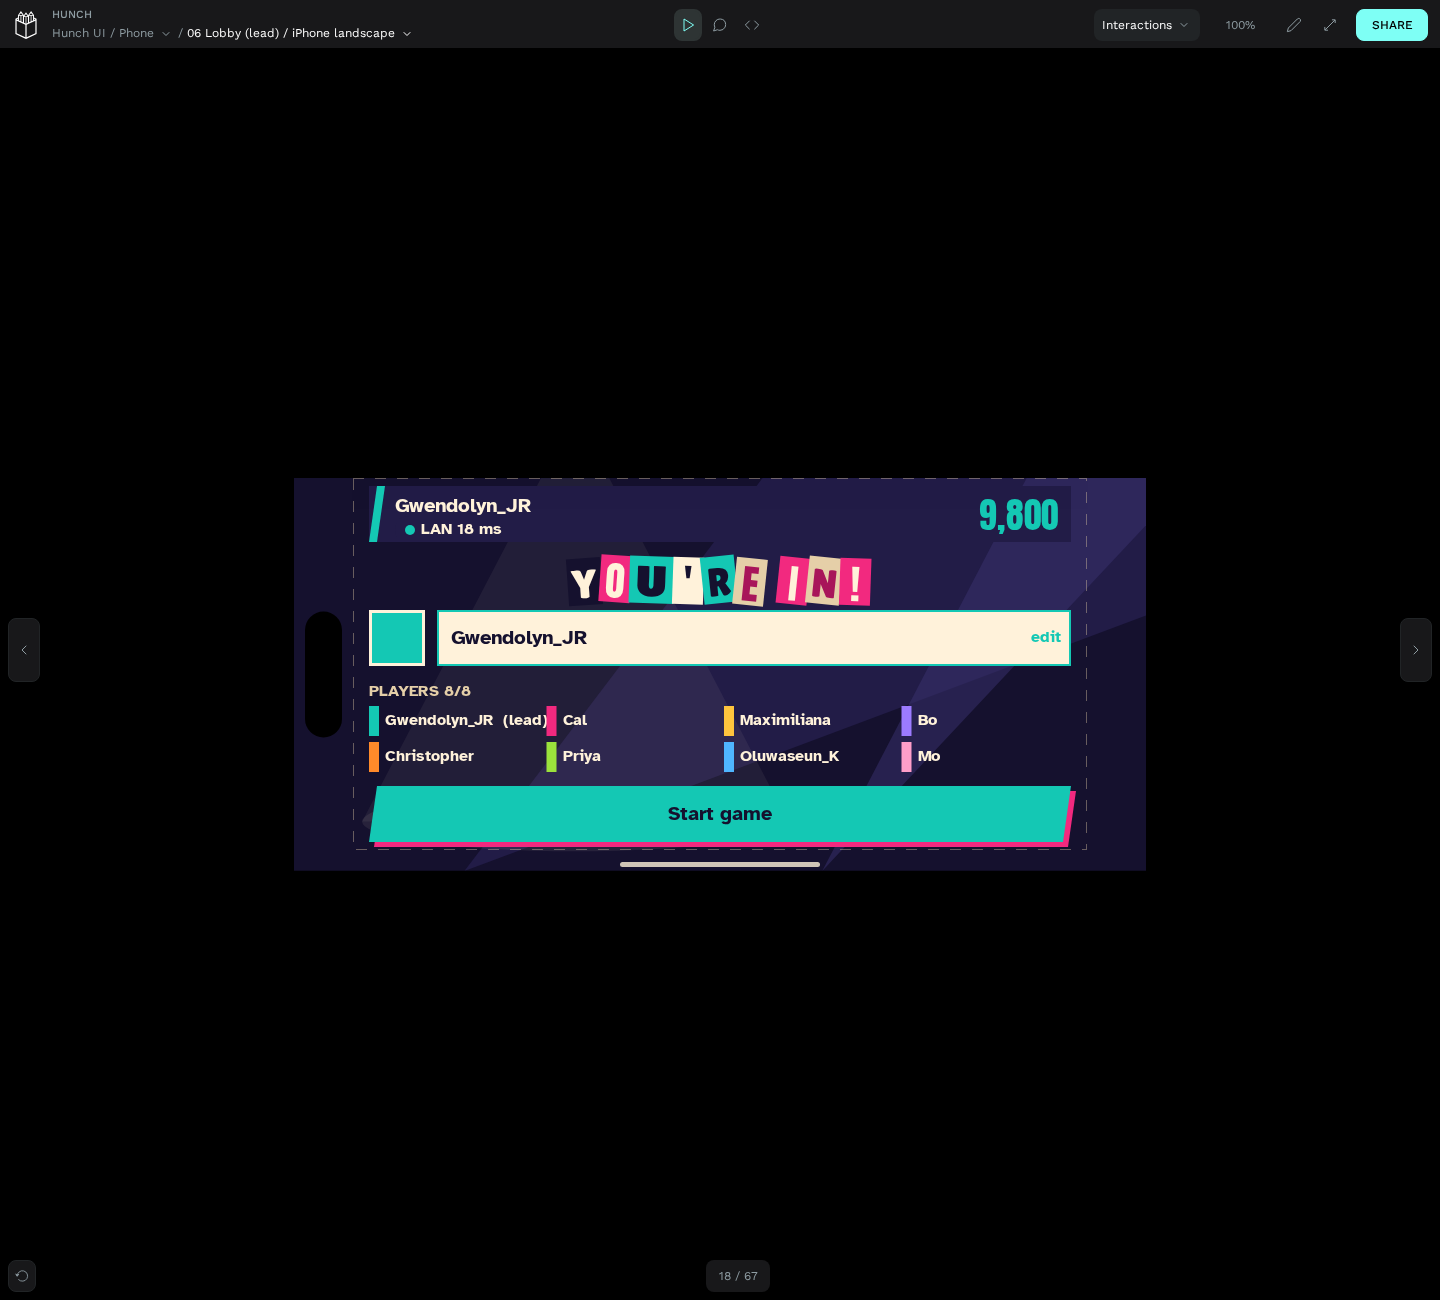 HUNCH
Hunch UI / Phone / 06 Lobby (lead) / iPhone landscape
Interactions
100%
SHARE
Gwendolyn_JR
LAN 18 ms
9,800
YOU'RE IN!
Gwendolyn_JR
edit
PLAYERS 8/8
Gwendolyn_JR (lead) Cal Maximiliana Bo
Christopher Priya Oluwaseun_K Mo
Start game
18 / 67